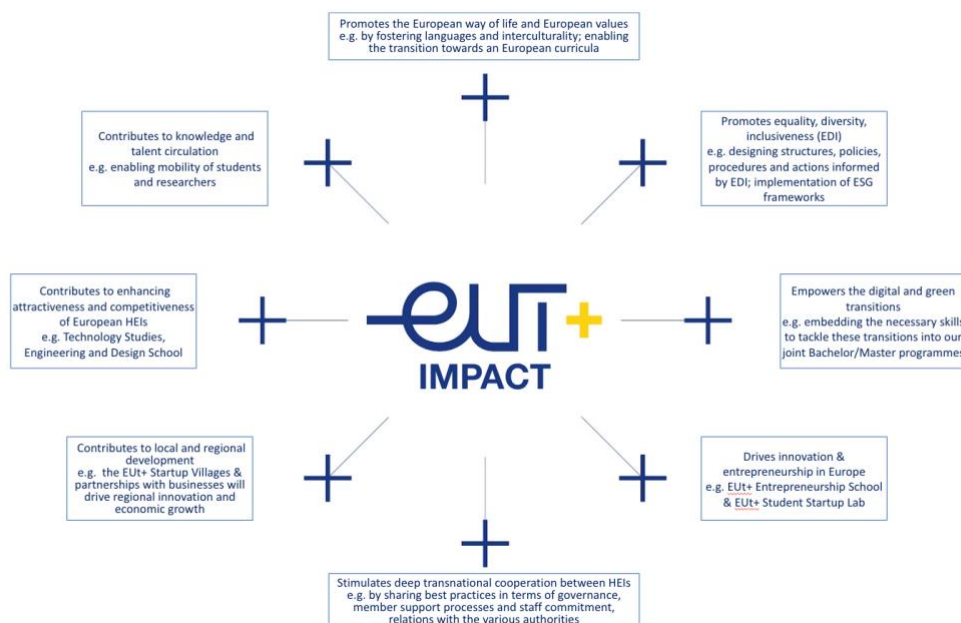 Promotes the European way of life and European values
e.g. by fostering languages and interculturality; enabling
the transition towards an European curricula
Contributes to knowledge and
talent circulation
e.g. enabling mobility of students
and researchers
Promotes equality, diversity,
inclusiveness (EDI)
e.g. designing structures, policies,
procedures and actions informed
by EDI; implementation of ESG
frameworks
Contributes to enhancing
attractiveness and competitiveness
of European HEIs
e.g. Technology Studies,
Engineering and Design School
eut+
IMPACT
Empowers the digital and green
transitions
e.g. embedding the necessary skills
to tackle these transitions into our
joint Bachelor/Master programmes
Contributes to local and regional
development
e.g. the EUt+ Startup Villages &
partnerships with businesses will
drive regional innovation and
economic growth
Drives innovation &
entrepreneurship in Europe
e.g. EUt+ Entrepreneurship School
& EUt+ Student Startup Lab
Stimulates deep transnational cooperation between HEIs
e.g. by sharing best practices in terms of governance,
member support processes and staff commitment,
relations with the various authorities